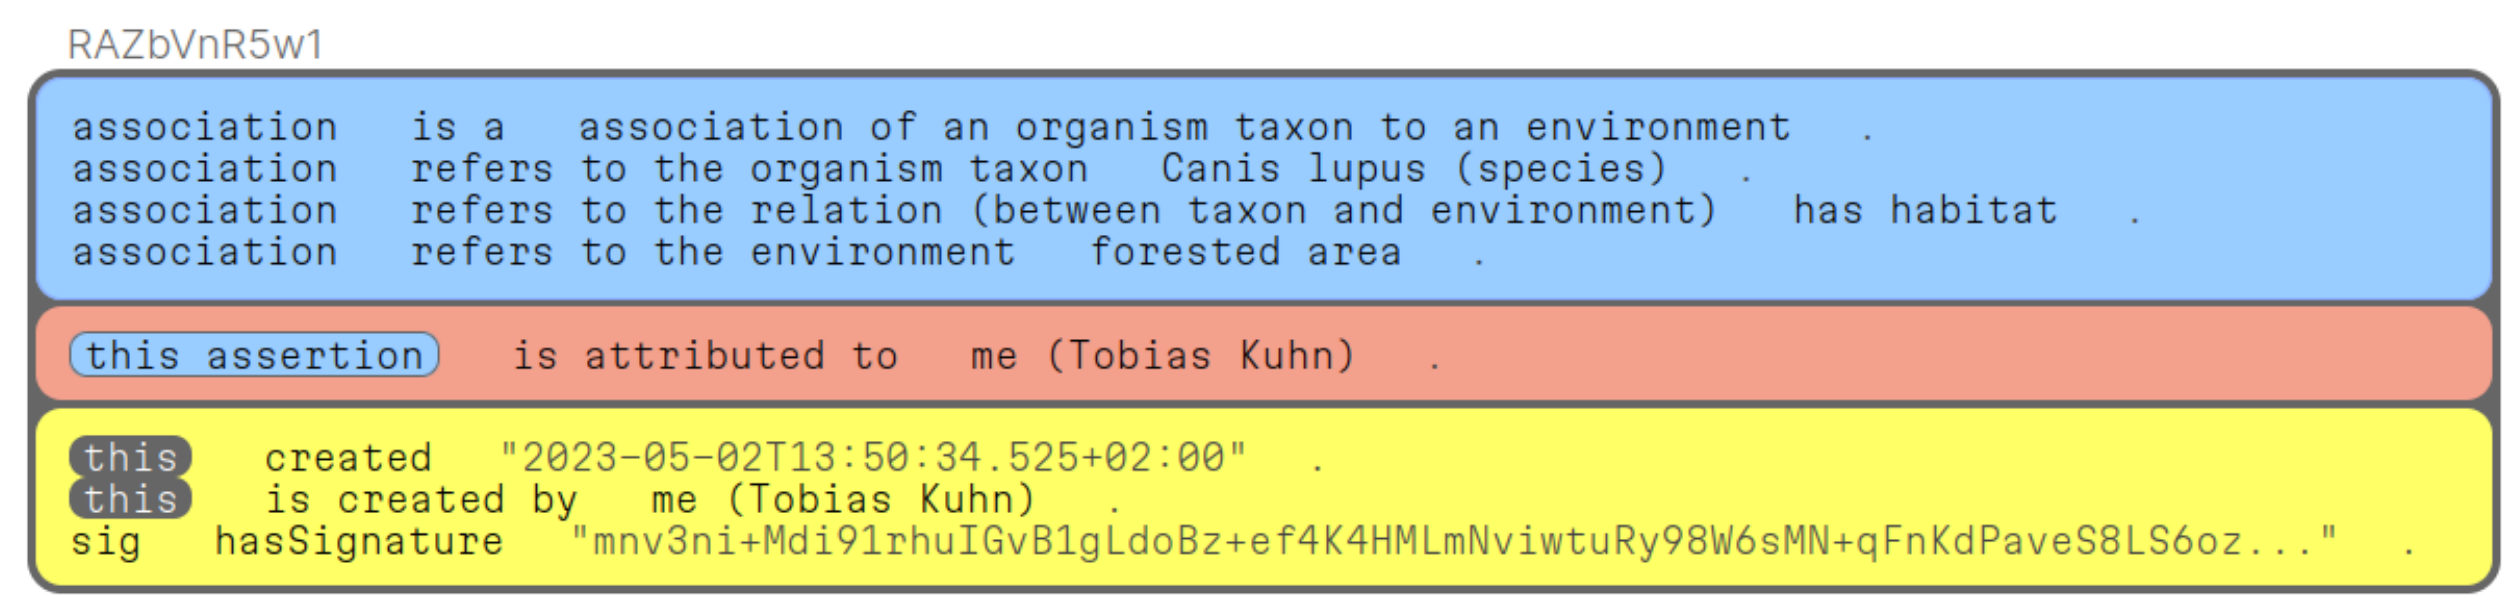 RAZbVnR5w1
association is a association of an organism taxon to an environment .
association refers to the organism taxon Canis lupus (species) .
association refers to the relation (between taxon and environment) has habitat .
association refers to the environment forested area .
this assertion is attributed to me (Tobias Kuhn) .
this created "2023-05-02T13:50:34.525+02:00" .
this is created by me (Tobias Kuhn) .
sig hasSignature "mnv3ni+Mdi91rhuIGvB1gLdoBz+ef4K4HMLmNviwtuRy98W6sMN+qFnKdPaveS8LS6oz..." .